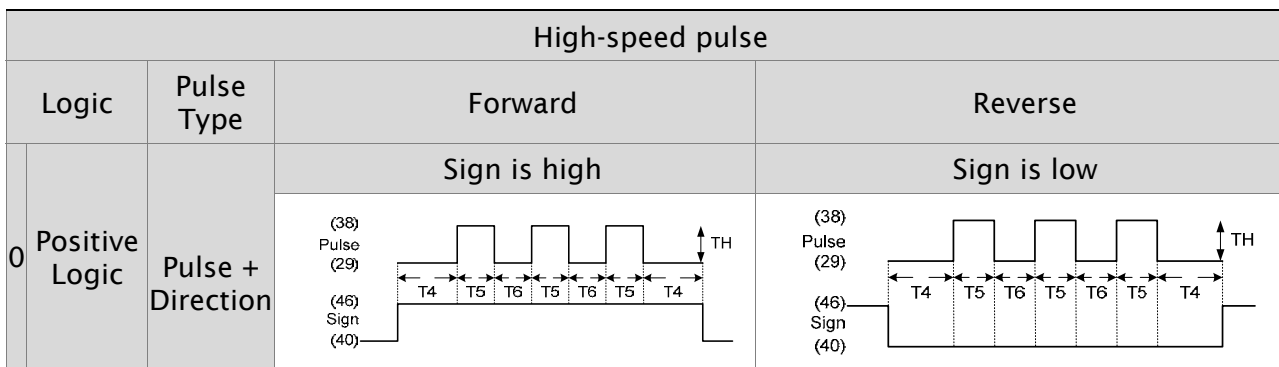 High-speed pulse
Logic
Pulse
Type
Forward
Reverse
0
Positive
Logic
Pulse +
Direction
Sign is high
Sign is low
(38)
Pulse
(29)
TH
T4 T5 T6 T5 T6 T5 T4
(46)
Sign
(40)
(38)
Pulse
(29)
TH
T4 T5 T6 T5 T6 T5 T4
(46)
Sign
(40)